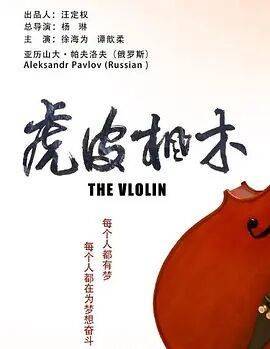 出品人：汪定权
总导演：杨　琳
主　演：徐海为　谭歆柔
亚历山大·帕夫洛夫（俄罗斯）
Aleksandr Pavlov (Russian )
虎皮枫木
THE VLOLIN
每个人都有梦
每个人都在为梦想奋斗